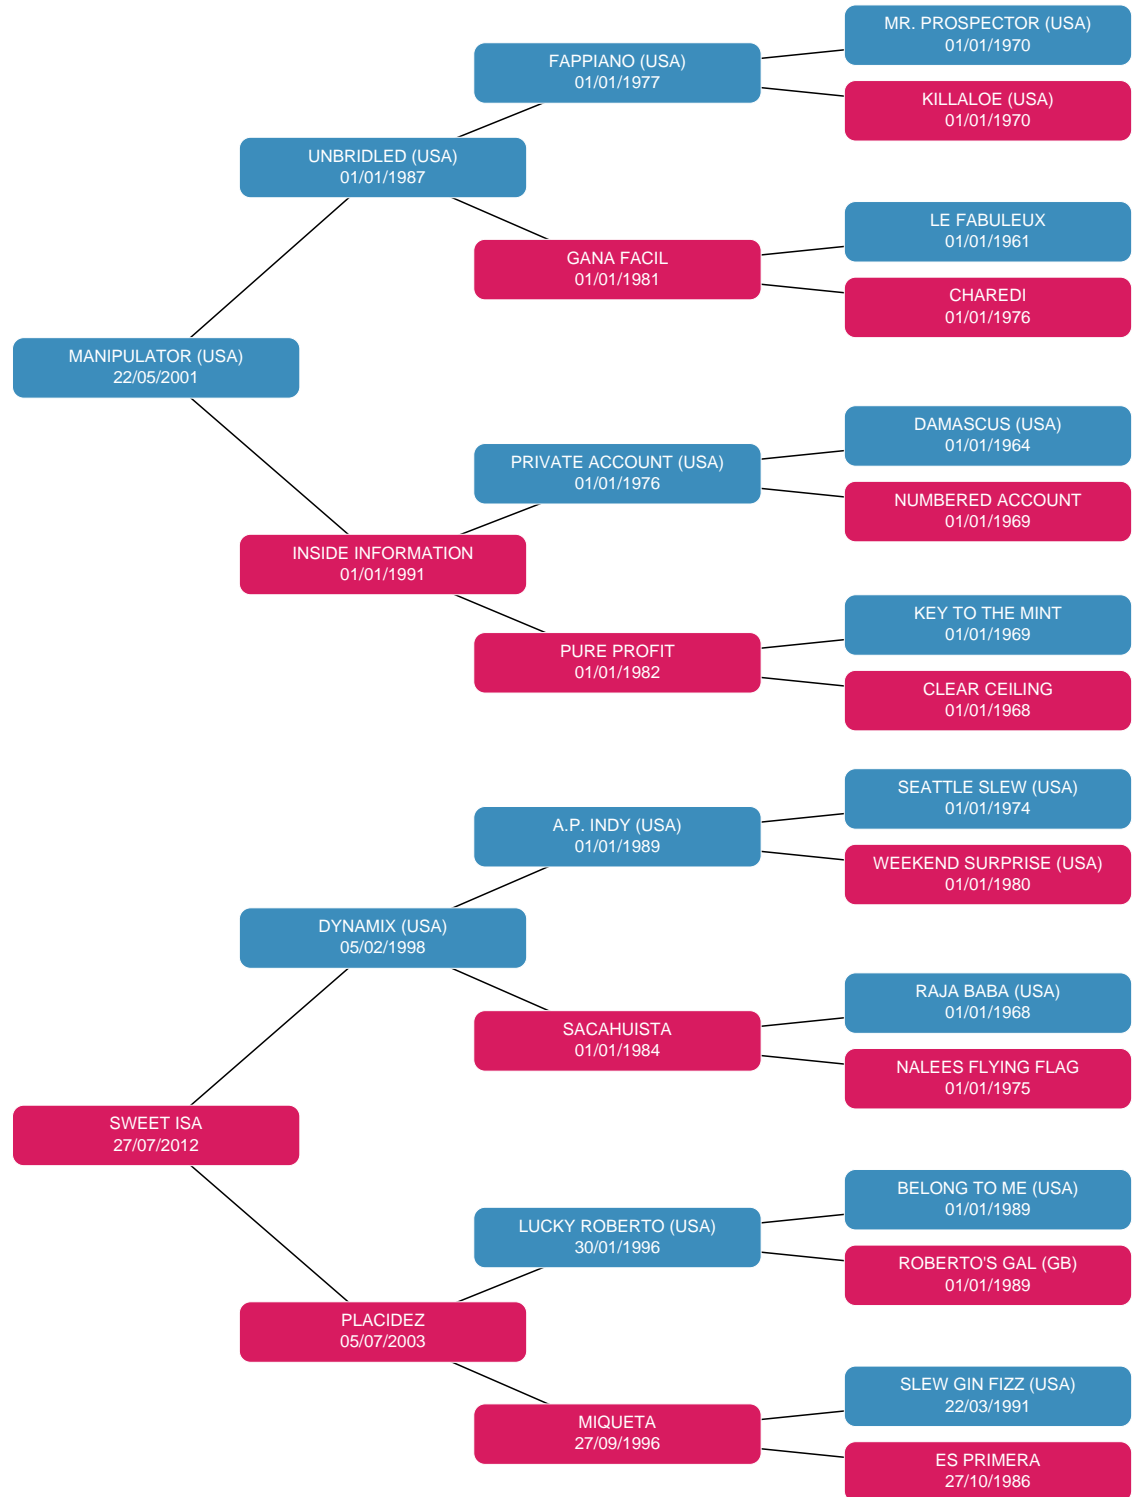 MR. PROSPECTOR (USA)
01/01/1970
FAPPIANO (USA)
01/01/1977
KILLALOE (USA)
01/01/1970
UNBRIDLED (USA)
01/01/1987
LE FABULEUX
01/01/1961
GANA FACIL
01/01/1981
CHAREDI
01/01/1976
MANIPULATOR (USA)
22/05/2001
DAMASCUS (USA)
01/01/1964
PRIVATE ACCOUNT (USA)
01/01/1976
NUMBERED ACCOUNT
01/01/1969
INSIDE INFORMATION
01/01/1991
KEY TO THE MINT
01/01/1969
PURE PROFIT
01/01/1982
CLEAR CEILING
01/01/1968
SEATTLE SLEW (USA)
01/01/1974
A.P. INDY (USA)
01/01/1989
WEEKEND SURPRISE (USA)
01/01/1980
DYNAMIX (USA)
05/02/1998
RAJA BABA (USA)
01/01/1968
SACAHUISTA
01/01/1984
NALEES FLYING FLAG
01/01/1975
SWEET ISA
27/07/2012
BELONG TO ME (USA)
01/01/1989
LUCKY ROBERTO (USA)
30/01/1996
ROBERTO'S GAL (GB)
01/01/1989
PLACIDEZ
05/07/2003
SLEW GIN FIZZ (USA)
22/03/1991
MIQUETA
27/09/1996
ES PRIMERA
27/10/1986